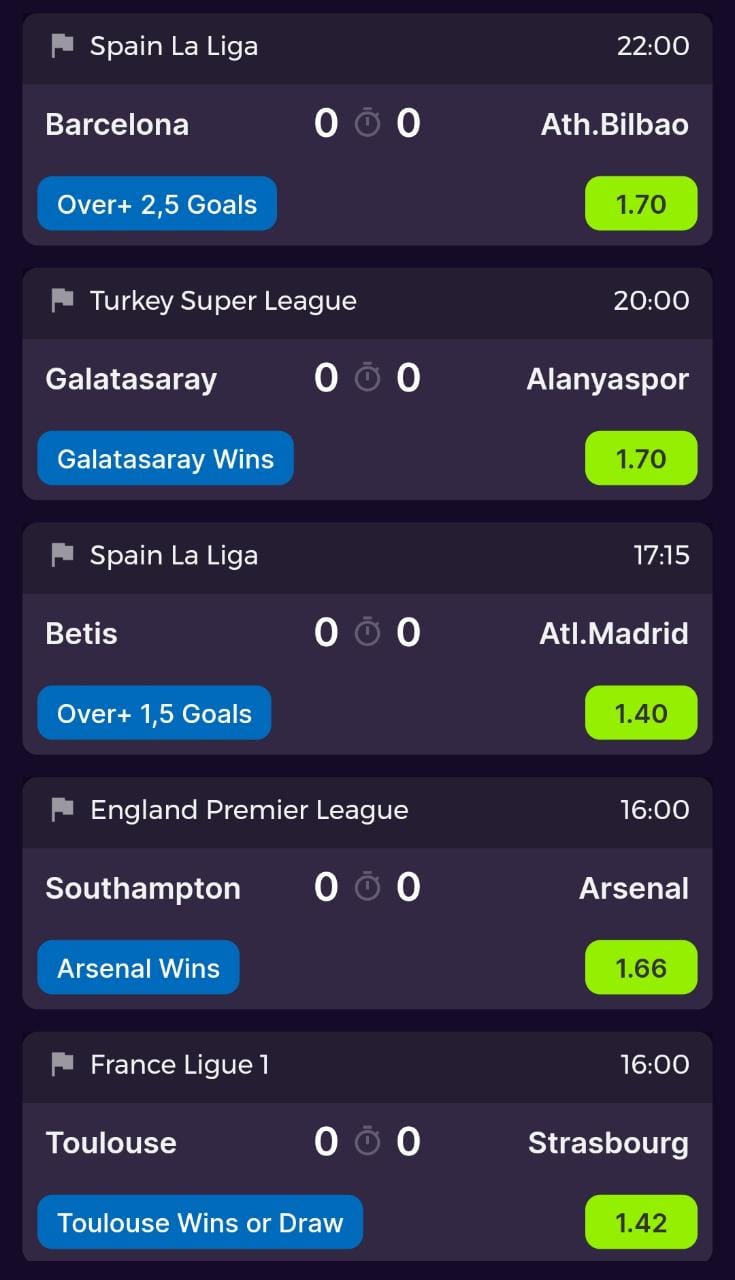 Spain La Liga 22:00
Barcelona 0 0 Ath.Bilbao
Over+ 2,5 Goals 1.70
Turkey Super League 20:00
Galatasaray 0 0 Alanyaspor
Galatasaray Wins 1.70
Spain La Liga 17:15
Betis 0 0 Atl.Madrid
Over+ 1,5 Goals 1.40
England Premier League 16:00
Southampton 0 0 Arsenal
Arsenal Wins 1.66
France Ligue 1 16:00
Toulouse 0 0 Strasbourg
Toulouse Wins or Draw 1.42